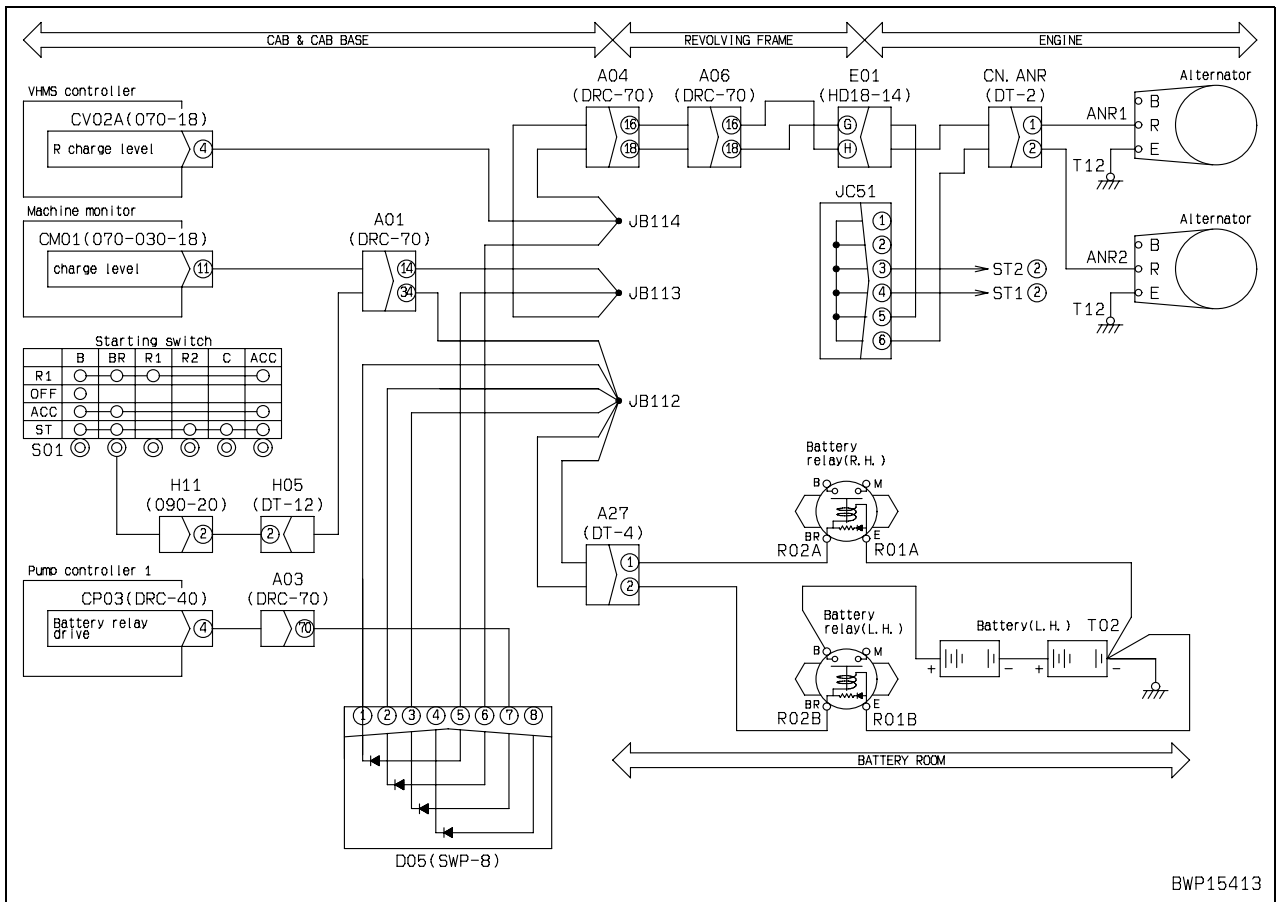 CAB & CAB BASE
REVOLVING FRAME
ENGINE
VHMS controller
CV02A(070-18)
R charge level
4
A04
(DRC-70)
16
18
A06
(DRC-70)
16
18
E01
(HD18-14)
G
H
CN. ANR
(DT-2)
1
2
Alternator
ANR1
B
R
E
T12
JB114
JC51
1
2
3
4
5
6
ST2 2
ST1 2
Alternator
ANR2
B
R
E
T12
Machine monitor
CM01(070-030-18)
charge level
11
A01
(DRC-70)
14
34
JB113
Starting switch
B BR R1 R2 C ACC
R1
OFF
ACC
ST
S01
JB112
H11
(090-20)
2
H05
(DT-12)
2
A27
(DT-4)
1
2
Battery
relay(R.H.)
B
M
BR
E
R02A
R01A
Pump controller 1
CP03(DRC-40)
Battery relay
drive
4
A03
(DRC-70)
70
Battery
relay(L.H.)
B
M
BR
E
R02B
R01B
Battery(L.H.)
T02
+ - + -
1 2 3 4 5 6 7 8
D05(SWP-8)
BATTERY ROOM
BWP15413